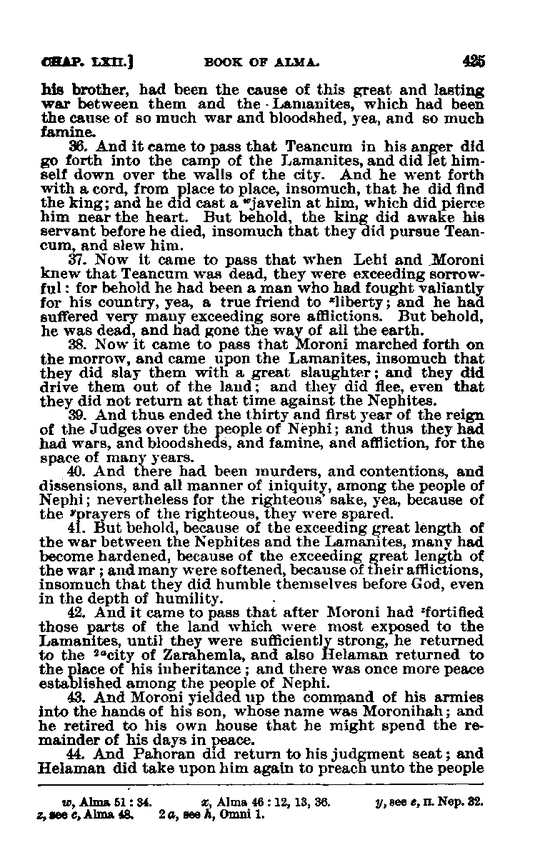 CHAP. LXII.] BOOK OF ALMA. 425
his brother, had been the cause of this great and lasting
war between them and the Lamanites, which had been
the cause of so much war and bloodshed, yea, and so much
famine.
36. And it came to pass that Teancum in his anger did
go forth into the camp of the Lamanites, and did let him-
self down over the walls of the city. And he went forth
with a cord, from place to place, insomuch, that he did find
the king; and he did cast a ʷjavelin at him, which did pierce
him near the heart. But behold, the king did awake his
servant before he died, insomuch that they did pursue Tean-
cum, and slew him.
37. Now it came to pass that when Lehi and Moroni
knew that Teancum was dead, they were exceeding sorrow-
ful: for behold he had been a man who had fought valiantly
for his country, yea, a true friend to ˣliberty; and he had
suffered very many exceeding sore afflictions. But behold,
he was dead, and had gone the way of all the earth.
38. Now it came to pass that Moroni marched forth on
the morrow, and came upon the Lamanites, insomuch that
they did slay them with a great slaughter; and they did
drive them out of the land; and they did flee, even that
they did not return at that time against the Nephites.
39. And thus ended the thirty and first year of the reign
of the Judges over the people of Nephi; and thus they had
had wars, and bloodsheds, and famine, and affliction, for the
space of many years.
40. And there had been murders, and contentions, and
dissensions, and all manner of iniquity, among the people of
Nephi; nevertheless for the righteous' sake, yea, because of
the ʸprayers of the righteous, they were spared.
41. But behold, because of the exceeding great length of
the war between the Nephites and the Lamanites, many had
become hardened, because of the exceeding great length of
the war; and many were softened, because of their afflictions,
insomuch that they did humble themselves before God, even
in the depth of humility.
42. And it came to pass that after Moroni had ᶻfortified
those parts of the land which were most exposed to the
Lamanites, until they were sufficiently strong, he returned
to the ²ᵃcity of Zarahemla, and also Helaman returned to
the place of his inheritance; and there was once more peace
established among the people of Nephi.
43. And Moroni yielded up the command of his armies
into the hands of his son, whose name was Moronihah; and
he retired to his own house that he might spend the re-
mainder of his days in peace.
44. And Pahoran did return to his judgment seat; and
Helaman did take upon him again to preach unto the people
w, Alma 51:34. x, Alma 46:12, 13, 36. y, see e, II. Nep. 32.
z, see c, Alma 48. 2 a, see h, Omni 1.